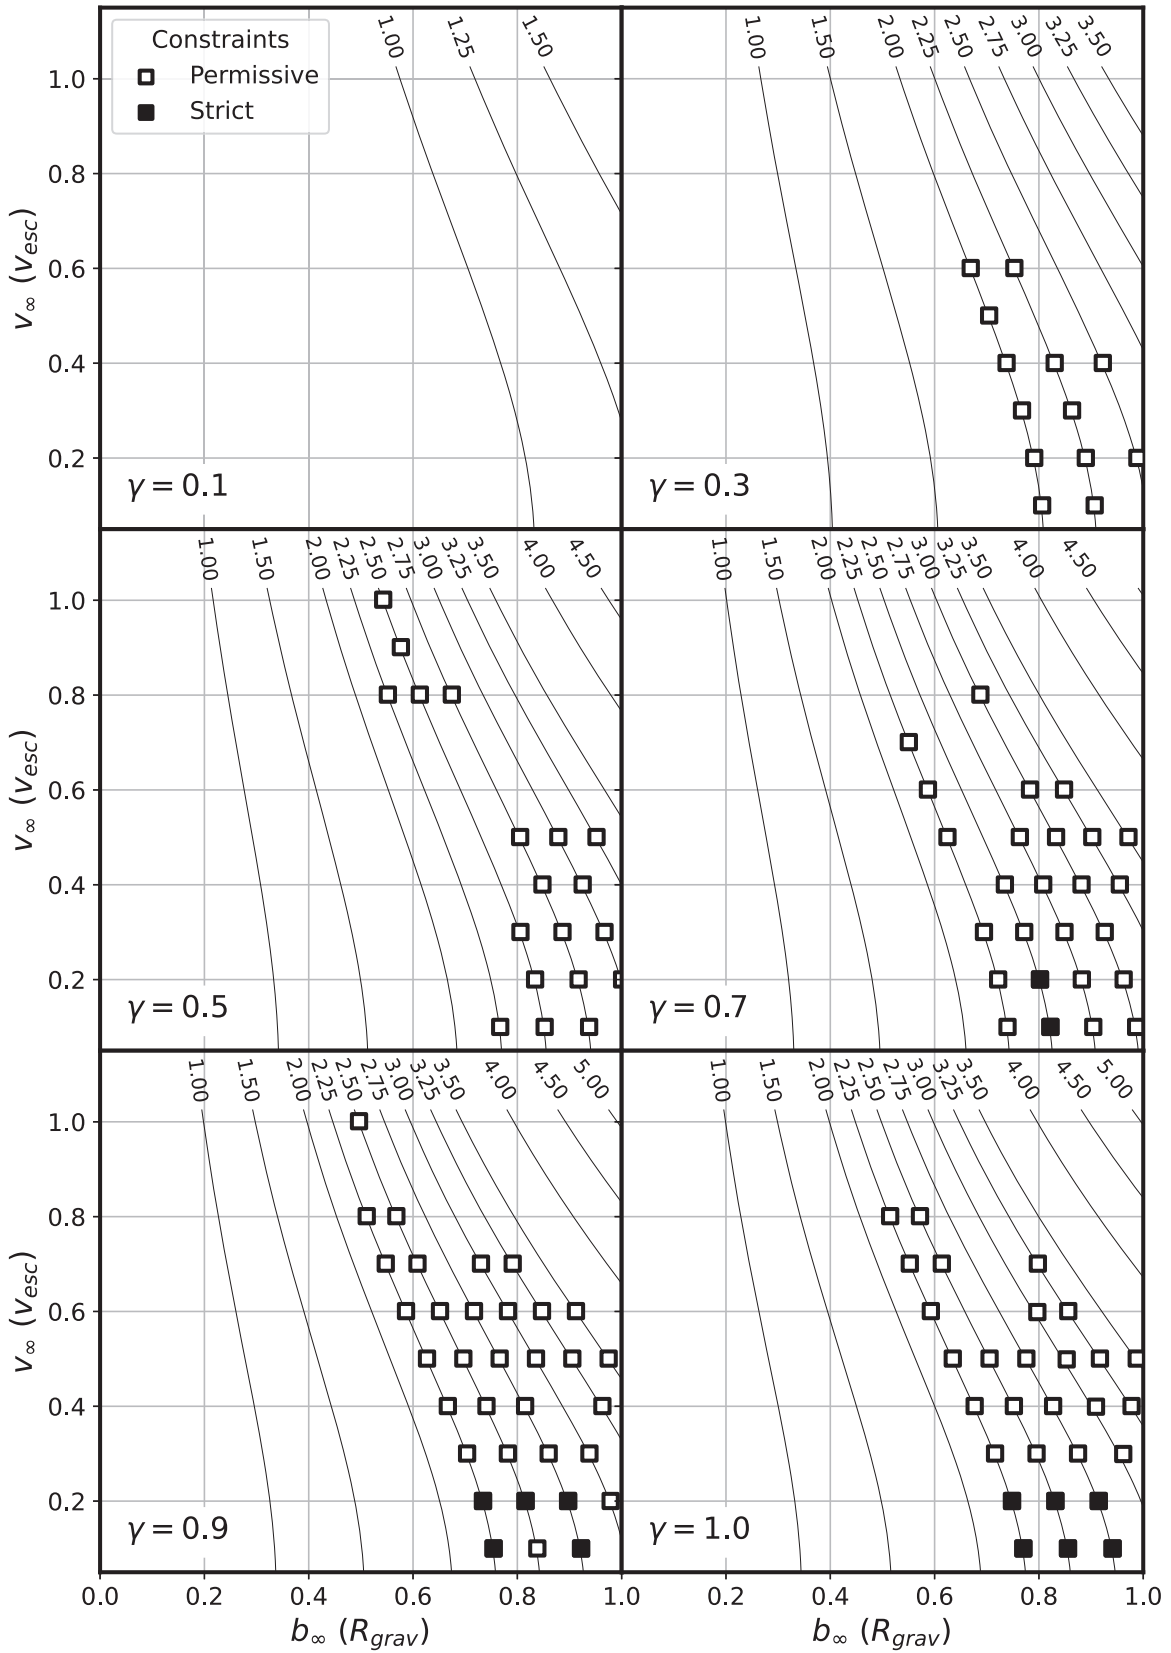 1.00 1.25 1.50
Constraints
Permissive
Strict
1.0
0.8
0.6
0.4
0.2
v∞ (vesc)
γ = 0.1
1.00 1.50 2.00 2.25 2.50 2.75 3.00 3.25 3.50
γ = 0.3
1.00 1.50 2.00 2.25 2.50 2.75 3.00 3.25 3.50 4.00 4.50
1.0
0.8
0.6
0.4
0.2
v∞ (vesc)
γ = 0.5
1.00 1.50 2.00 2.25 2.50 2.75 3.00 3.25 3.50 4.00 4.50
γ = 0.7
1.00 1.50 2.00 2.25 2.50 2.75 3.00 3.25 3.50 4.00 4.50 5.00
1.0
0.8
0.6
0.4
0.2
v∞ (vesc)
γ = 0.9
0.0 0.2 0.4 0.6 0.8 1.0
b∞ (Rgrav)
1.00 1.50 2.00 2.25 2.50 2.75 3.00 3.25 3.50 4.00 4.50 5.00
γ = 1.0
0.2 0.4 0.6 0.8 1.0
b∞ (Rgrav)